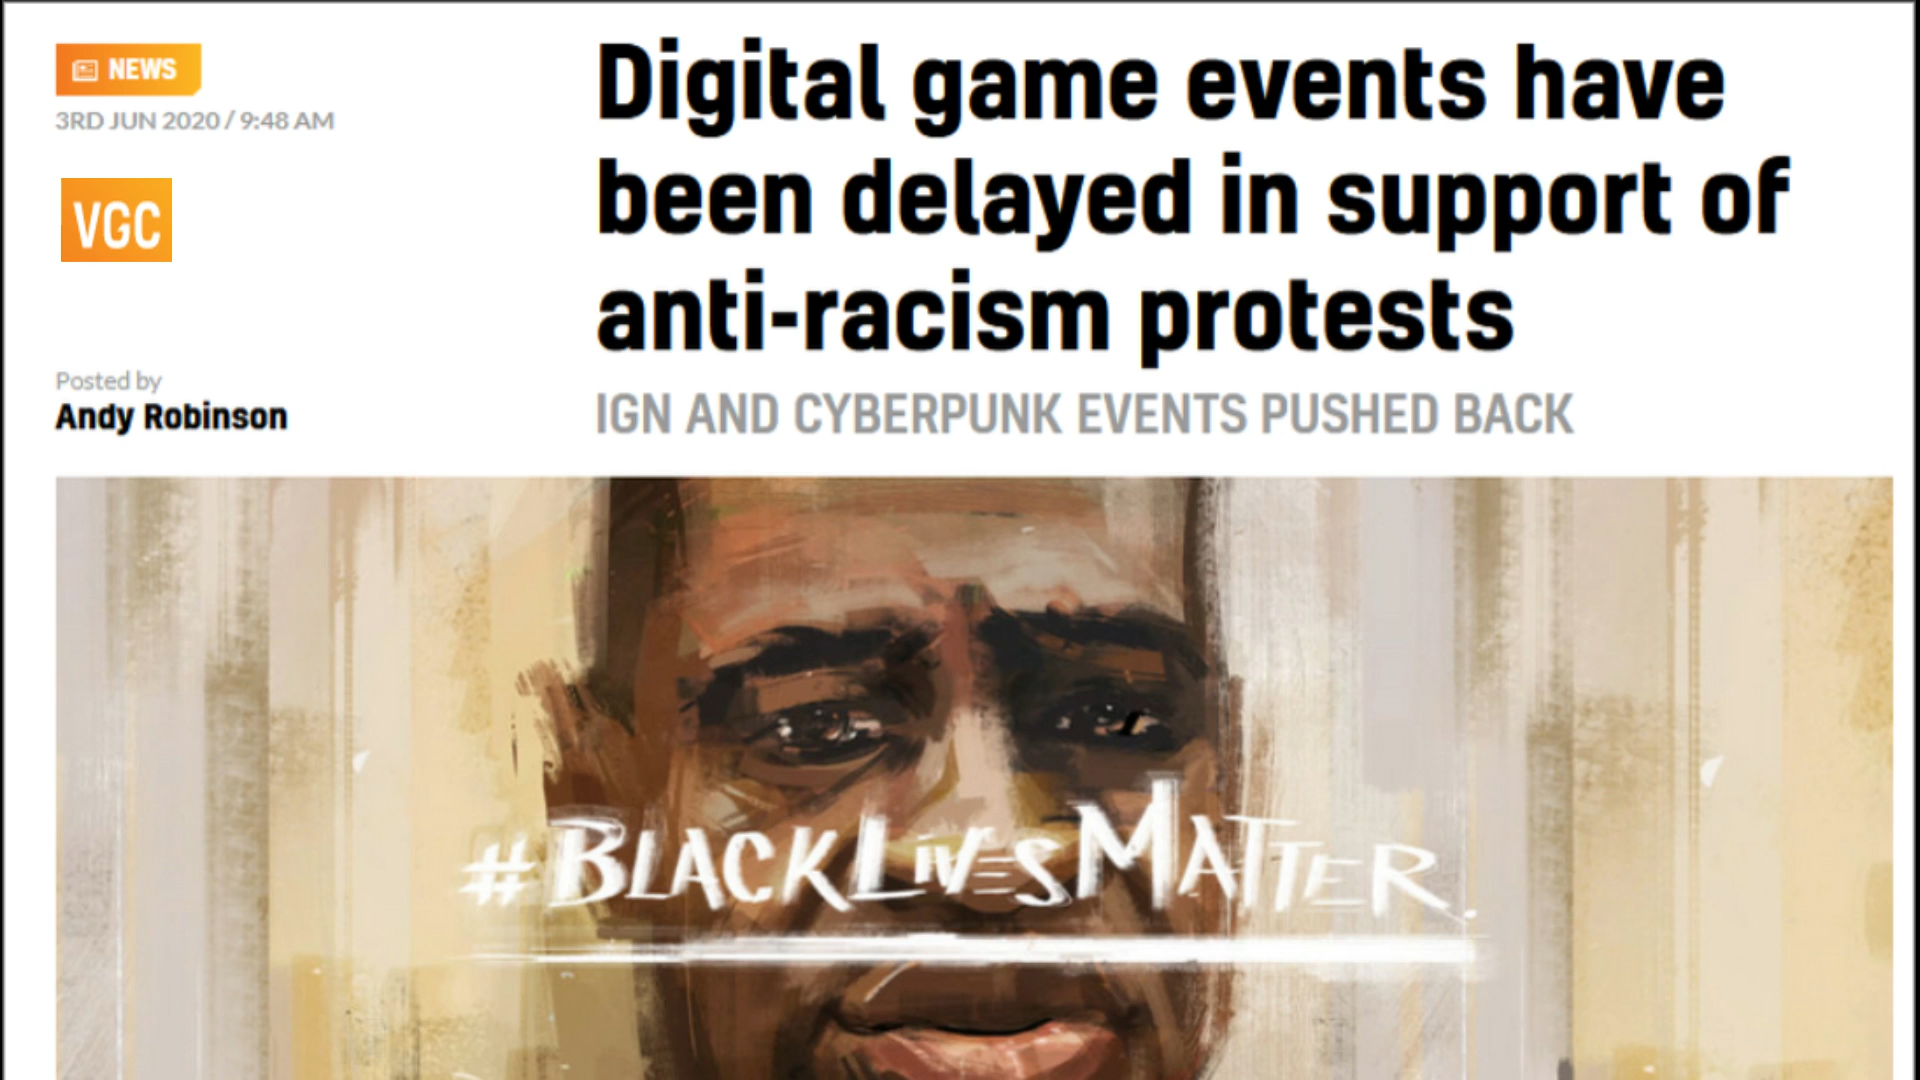 NEWS
3RD JUN 2020 / 9:48 AM
VGC
Posted by
Andy Robinson
Digital game events have
been delayed in support of
anti-racism protests
IGN AND CYBERPUNK EVENTS PUSHED BACK
#BLACKLIVESMATTER.